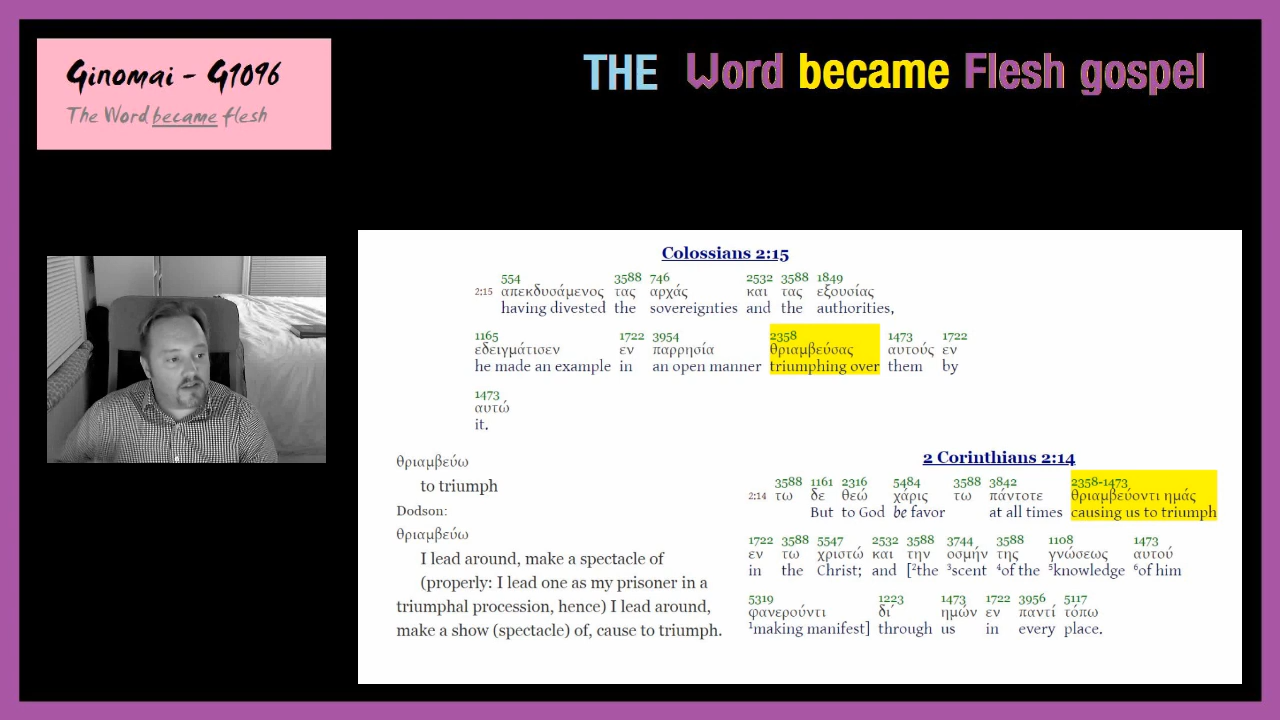 Ginomai - G1096
The Word became flesh
THE Word became Flesh gospel
Colossians 2:15
554 3588 746 2532 3588 1849
2:15 απεκδυσάμενος τας αρχάς και τας εξουσίας
having divested the sovereignties and the authorities,
1165 1722 3954 2358 1473 1722
εδειγμάτισεν εν παρρησία θριαμβεύσας αυτούς εν
he made an example in an open manner triumphing over them by
1473
αυτώ
it.
θριαμβεύω
to triumph
Dodson:
θριαμβεύω
I lead around, make a spectacle of
(properly: I lead one as my prisoner in a
triumphal procession, hence) I lead around,
make a show (spectacle) of, cause to triumph.
2 Corinthians 2:14
3588 1161 2316 5484 3588 3842 2358-1473
2:14 τω δε θεώ χάρις τω πάντοτε θριαμβεύοντι ημάς
But to God be favor at all times causing us to triumph
1722 3588 5547 2532 3588 3744 3588 1108 1473
εν τω χριστώ και την οσμήν της γνώσεως αυτού
in the Christ; and [²the ³scent ⁴of the ⁵knowledge ⁶of him
5319 1223 1473 1722 3956 5117
φανερούντι δι΄ ημών εν παντί τόπω
¹making manifest] through us in every place.